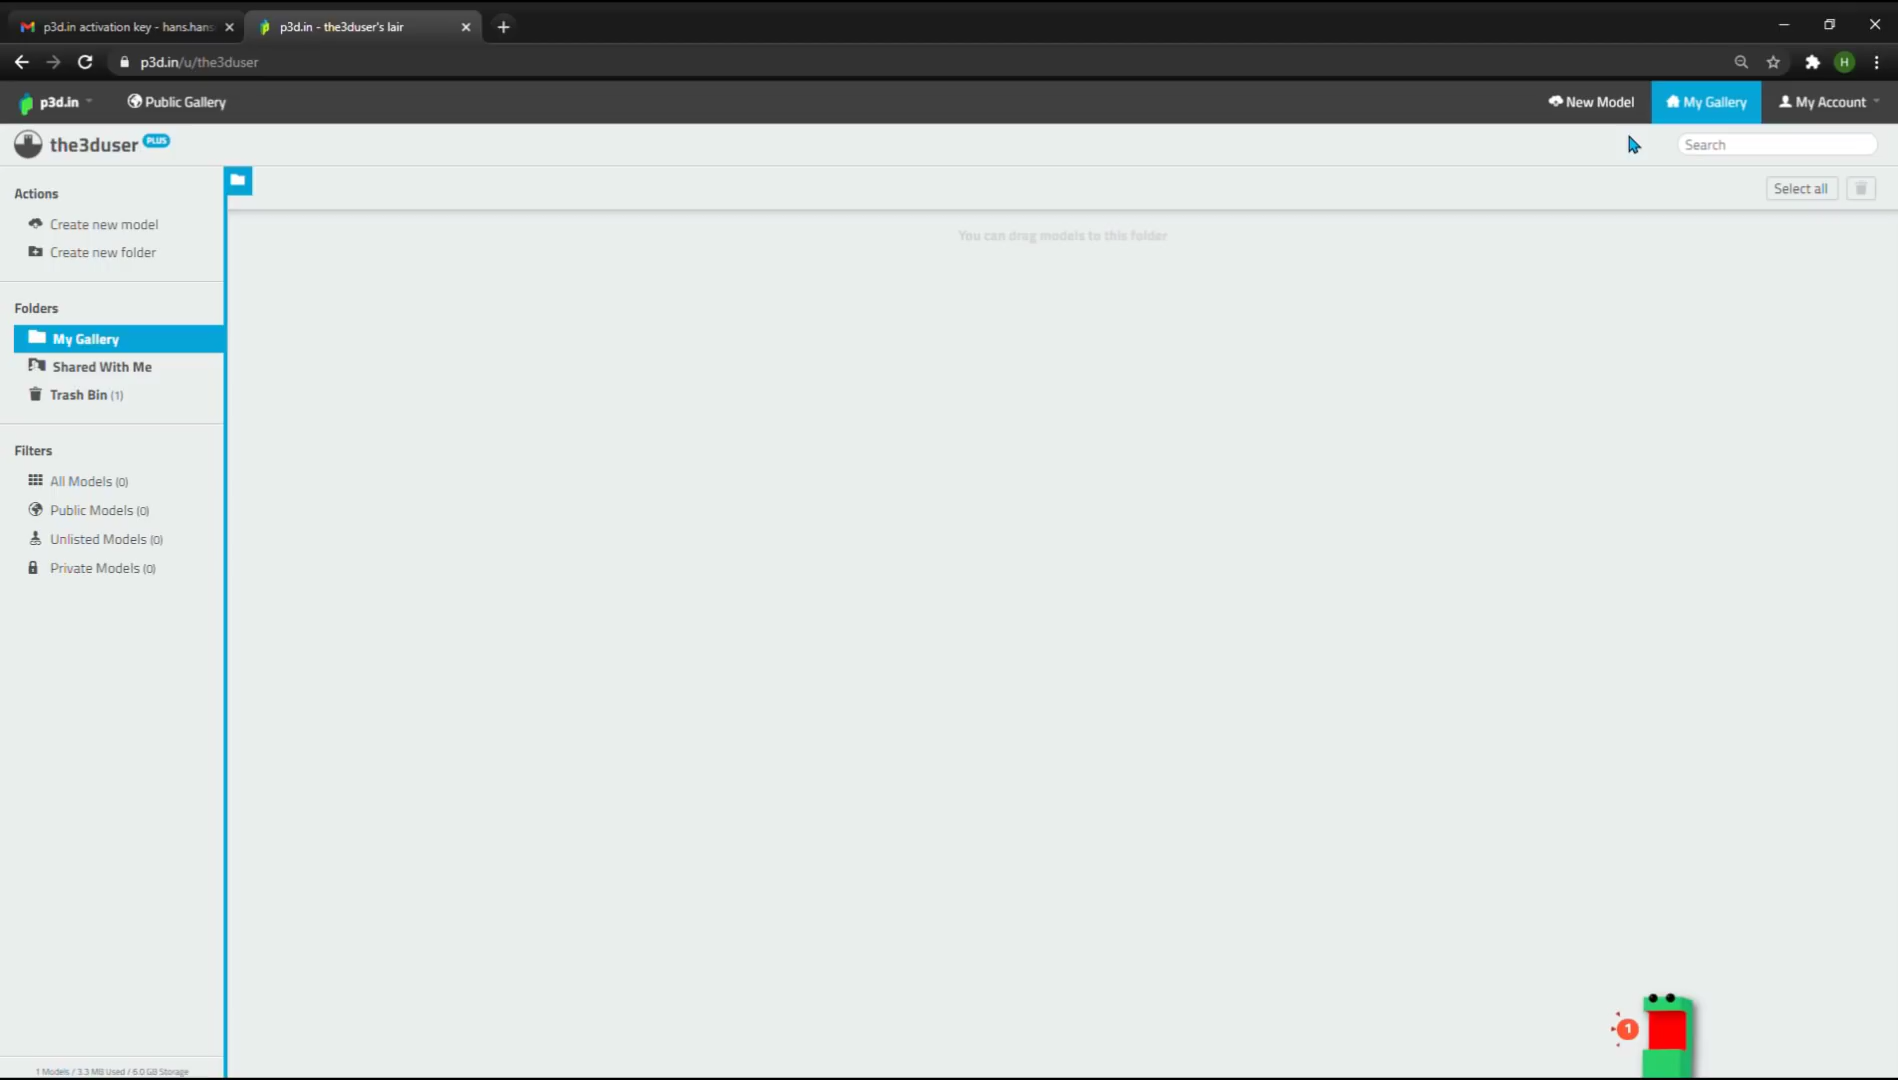 p3d.in activation key - hans.hans
p3d.in - the3duser's lair
p3d.in/u/the3duser
H
p3d.in
Public Gallery
New Model
My Gallery
My Account
the3duser PLUS
Search
Actions
Select all
Create new model
Create new folder
You can drag models to this folder
Folders
My Gallery
Shared With Me
Trash Bin (1)
Filters
All Models (0)
Public Models (0)
Unlisted Models (0)
Private Models (0)
1
1 Models / 3.3 MB Used / 6.0 GB Storage